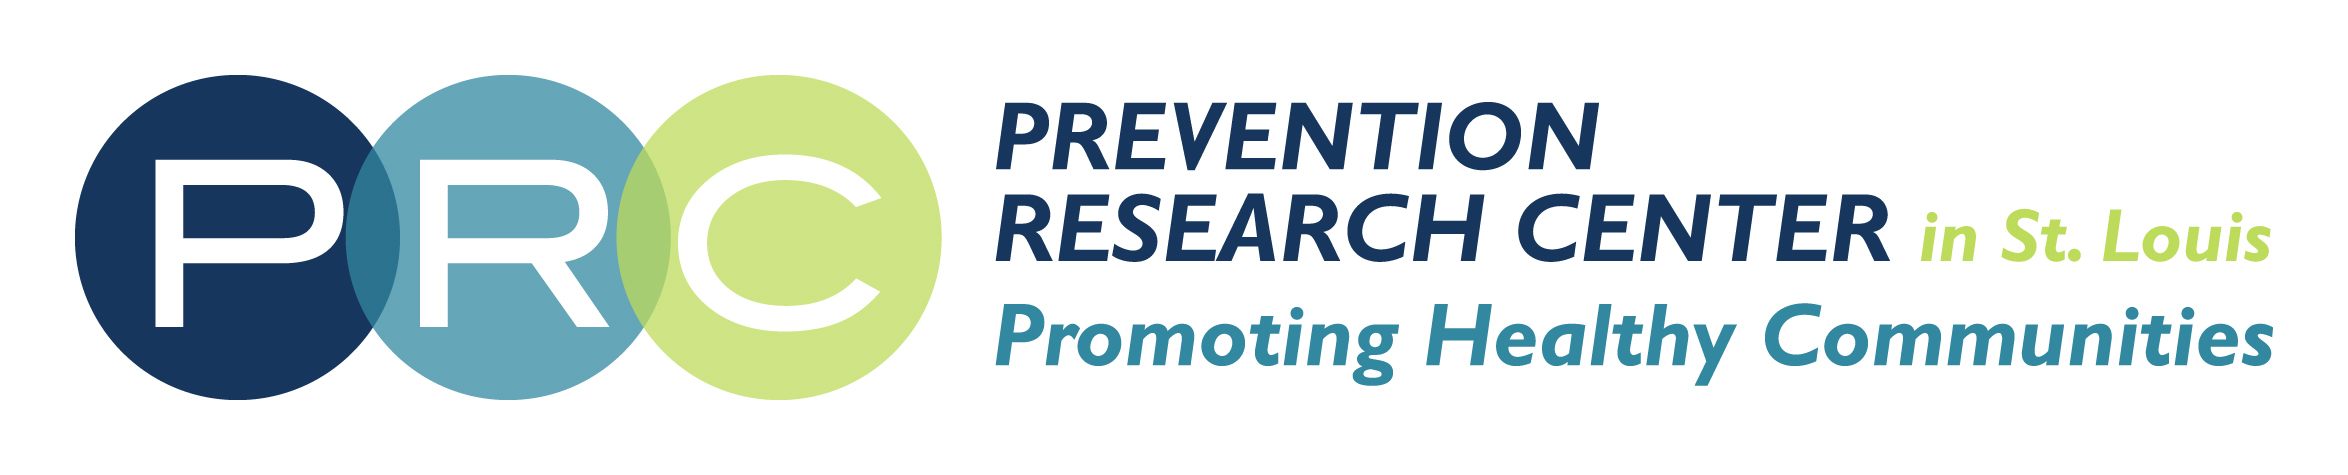 PRC
PREVENTION
RESEARCH CENTER in St. Louis
Promoting Healthy Communities